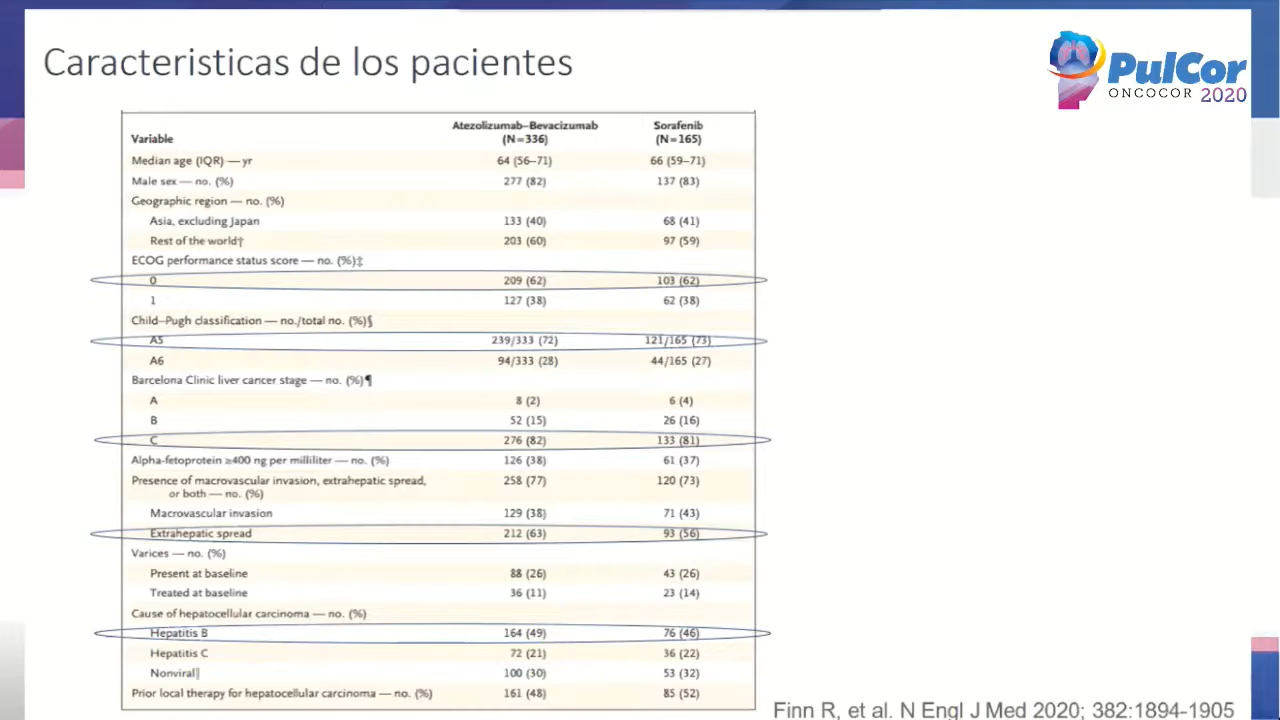 Caracteristicas de los pacientes
PulCor
ONCOCOR 2020
Variable Atezolizumab–Bevacizumab (N=336) Sorafenib (N=165)
Median age (IQR) — yr 64 (56–71) 66 (59–71)
Male sex — no. (%) 277 (82) 137 (83)
Geographic region — no. (%)
Asia, excluding Japan 133 (40) 68 (41)
Rest of the world† 203 (60) 97 (59)
ECOG performance status score — no. (%)‡
0 209 (62) 103 (62)
1 127 (38) 62 (38)
Child–Pugh classification — no./total no. (%)§
A5 239/333 (72) 121/165 (73)
A6 94/333 (28) 44/165 (27)
Barcelona Clinic liver cancer stage — no. (%)¶
A 8 (2) 6 (4)
B 52 (15) 26 (16)
C 276 (82) 133 (81)
Alpha-fetoprotein ≥400 ng per milliliter — no. (%) 126 (38) 61 (37)
Presence of macrovascular invasion, extrahepatic spread, 258 (77) 120 (73)
or both — no. (%)
Macrovascular invasion 129 (38) 71 (43)
Extrahepatic spread 212 (63) 93 (56)
Varices — no. (%)
Present at baseline 88 (26) 43 (26)
Treated at baseline 36 (11) 23 (14)
Cause of hepatocellular carcinoma — no. (%)
Hepatitis B 164 (49) 76 (46)
Hepatitis C 72 (21) 36 (22)
Nonviral‖ 100 (30) 53 (32)
Prior local therapy for hepatocellular carcinoma — no. (%) 161 (48) 85 (52)
Finn R, et al. N Engl J Med 2020; 382:1894-1905